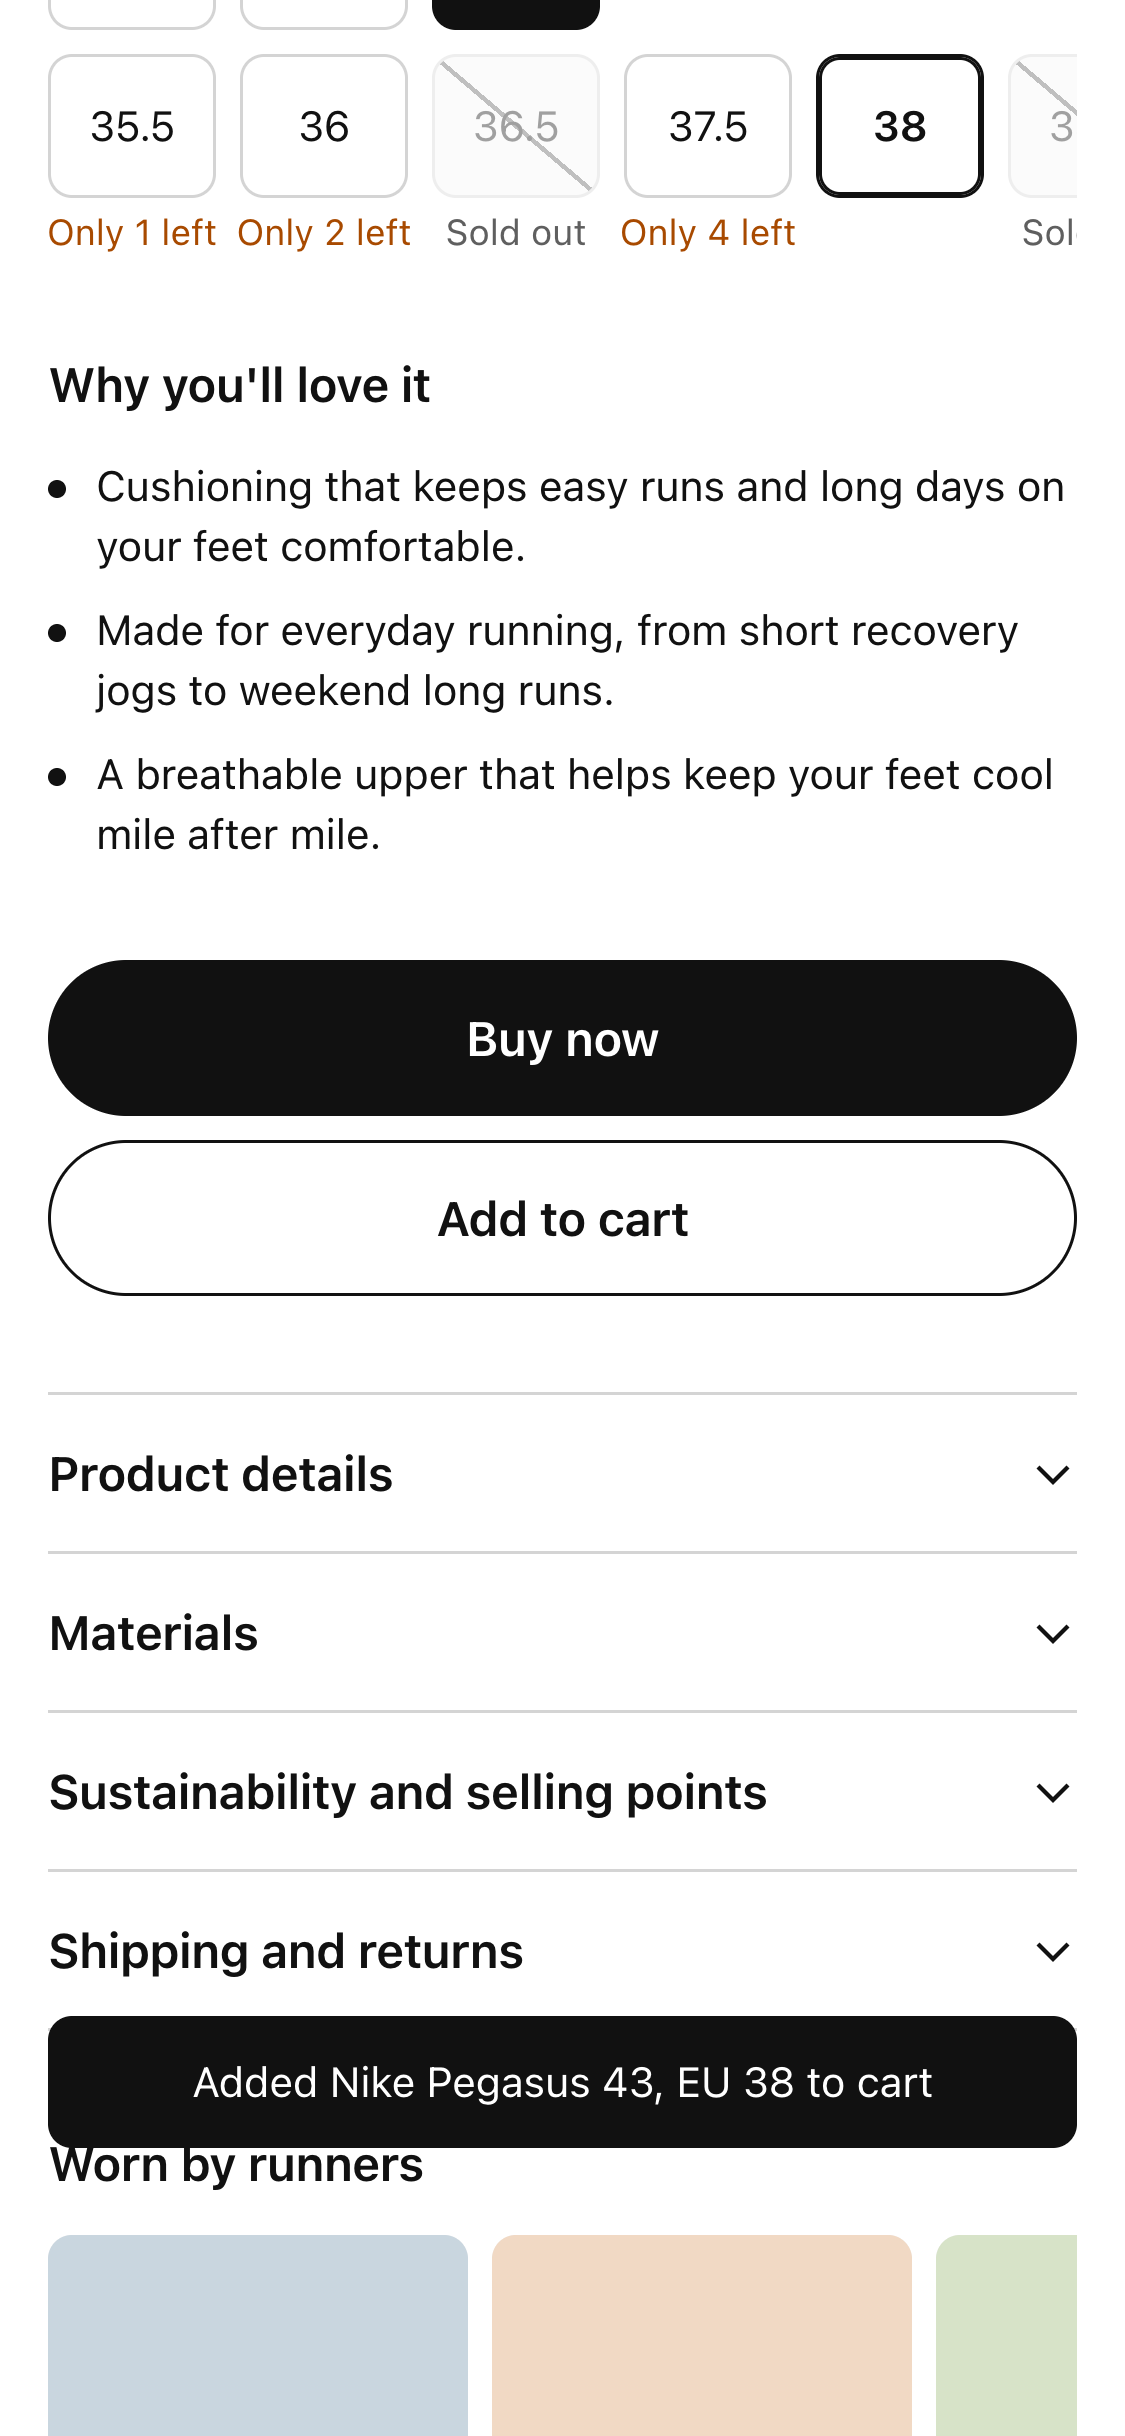 35.5
36
36.5
37.5
38
Only 1 left
Only 2 left
Sold out
Only 4 left
Why you'll love it
Cushioning that keeps easy runs and long days on
your feet comfortable.
Made for everyday running, from short recovery
jogs to weekend long runs.
A breathable upper that helps keep your feet cool
mile after mile.
Buy now
Add to cart
Product details
Materials
Sustainability and selling points
Shipping and returns
Added Nike Pegasus 43, EU 38 to cart
Worn by runners